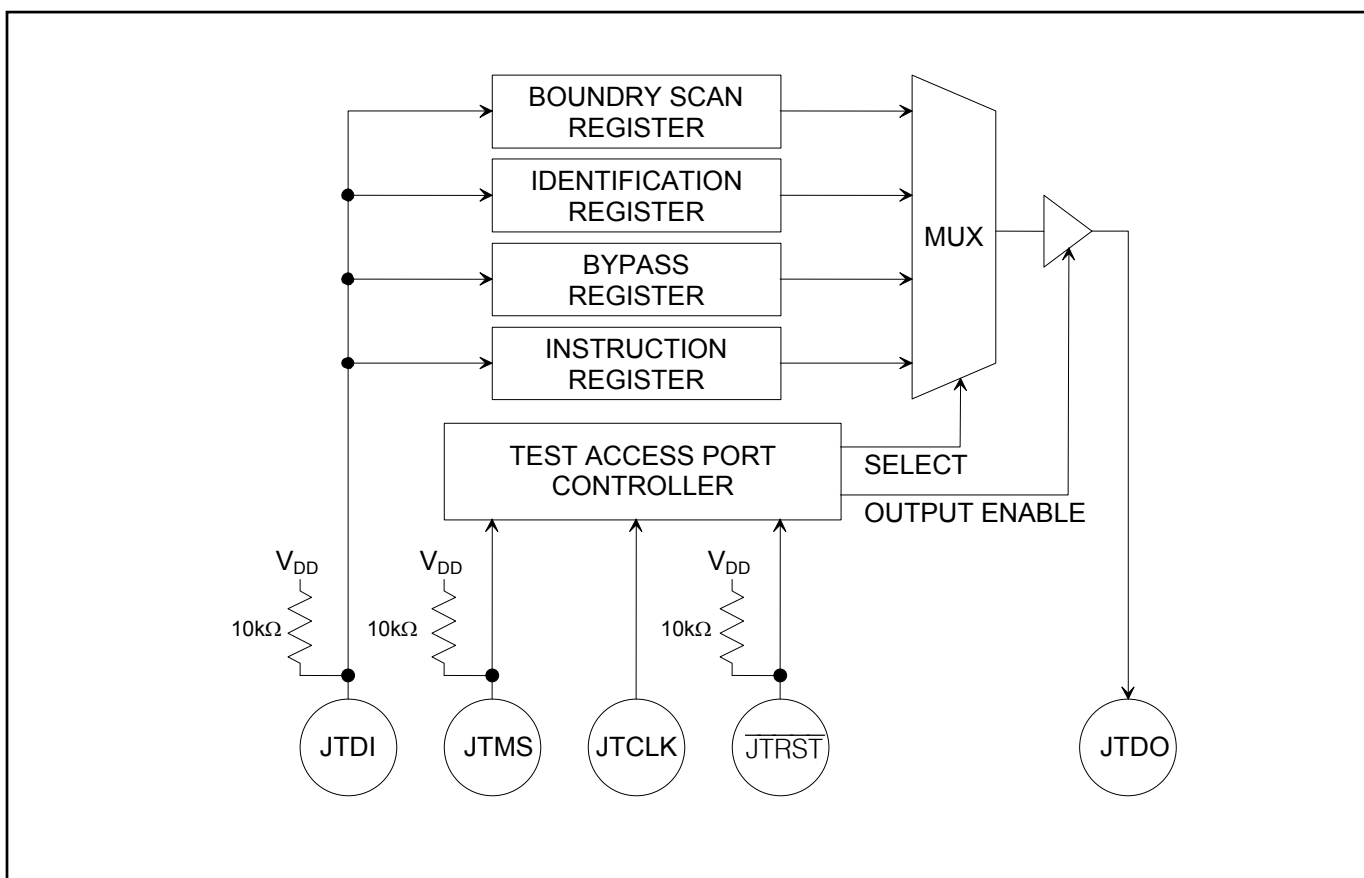 BOUNDRY SCAN
REGISTER
IDENTIFICATION
REGISTER
BYPASS
REGISTER
INSTRUCTION
REGISTER
MUX
TEST ACCESS PORT
CONTROLLER
SELECT
OUTPUT ENABLE
VDD
10kΩ
VDD
10kΩ
VDD
10kΩ
JTDI
JTMS
JTCLK
JTRST
JTDO